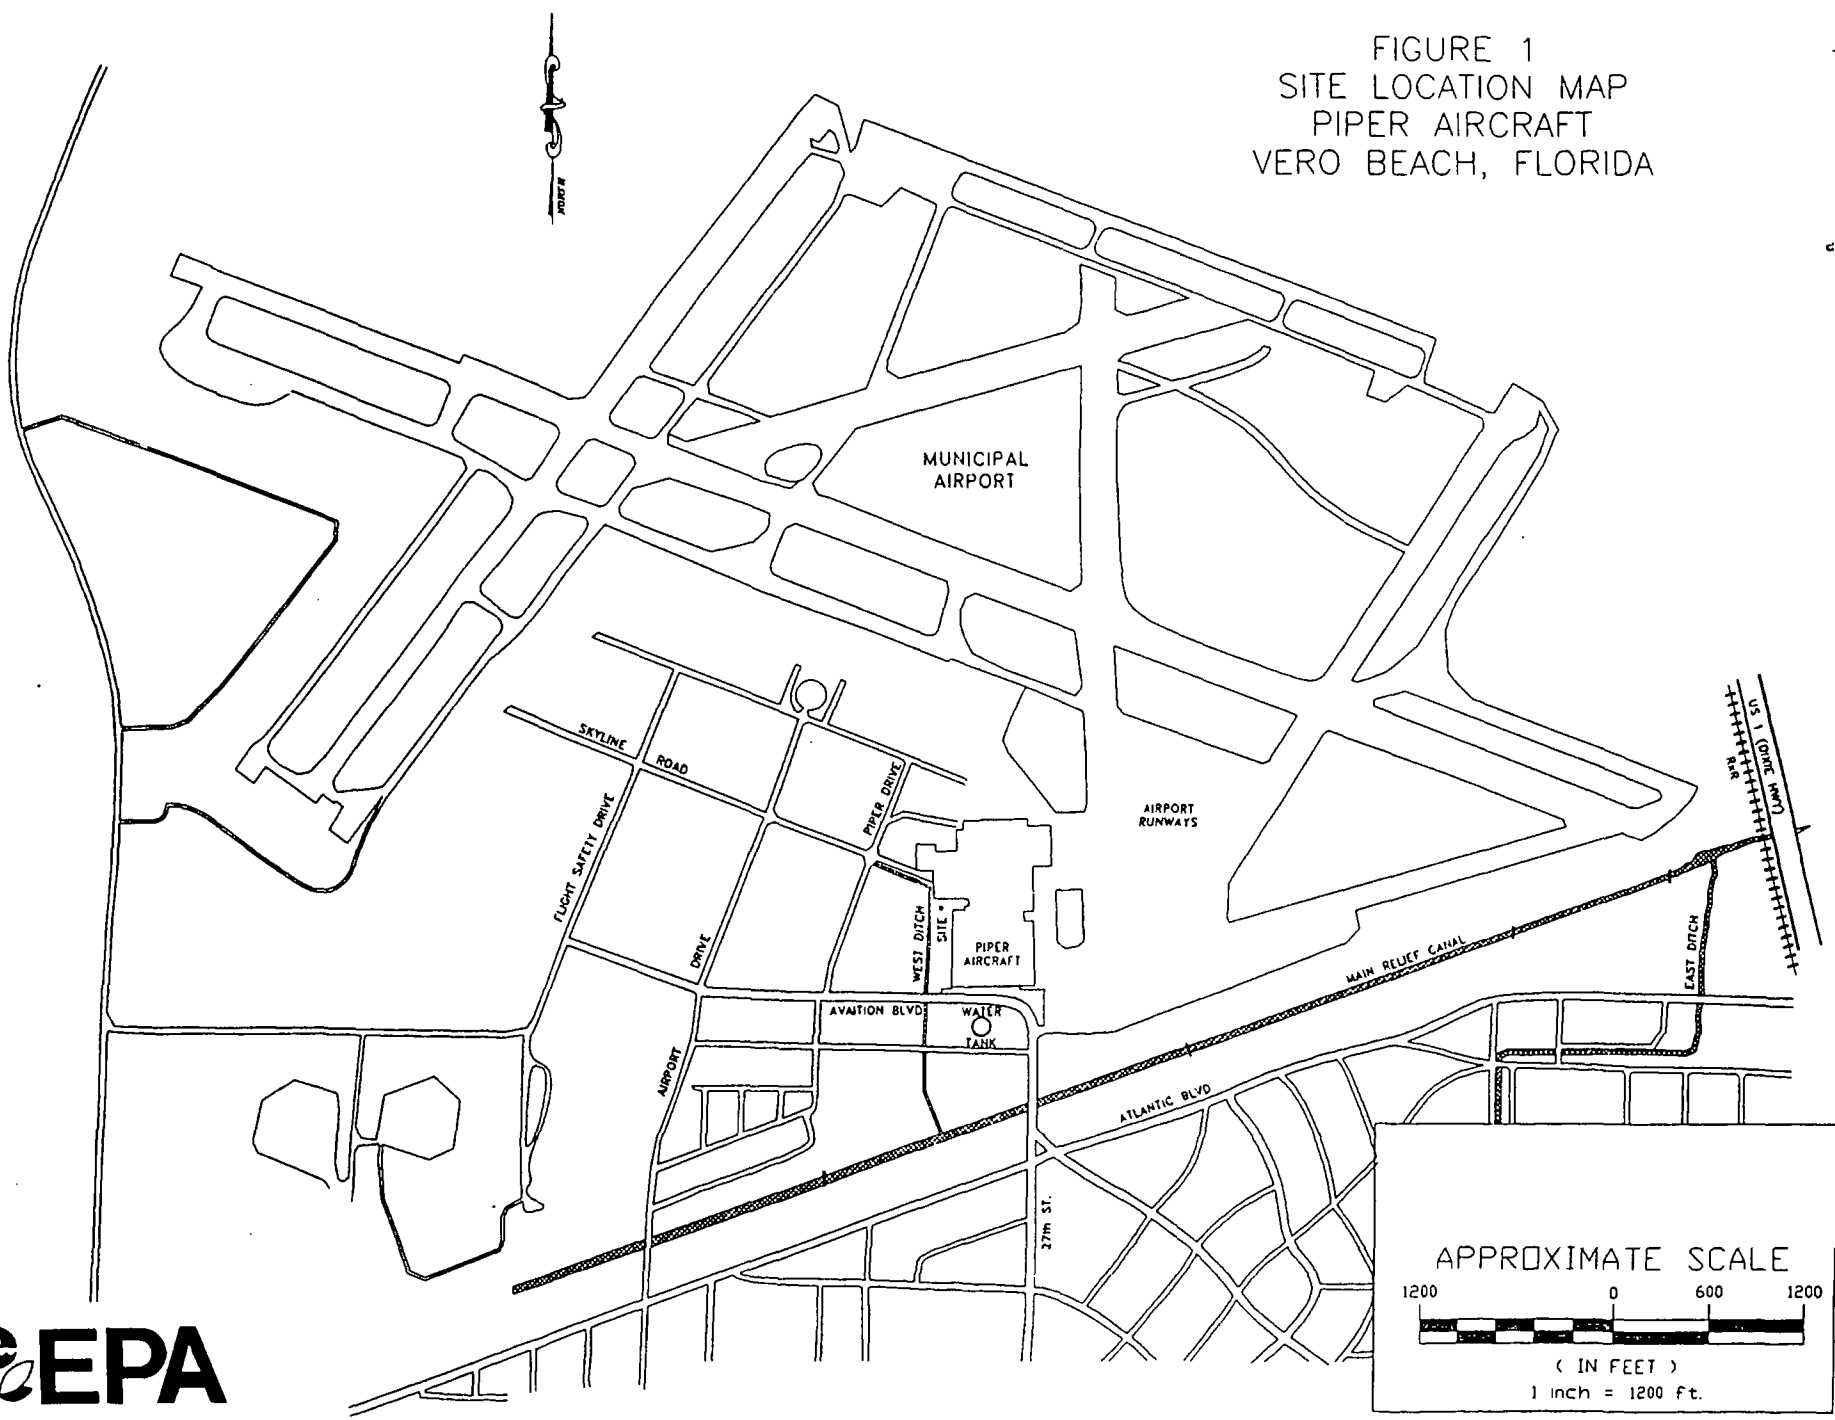 FIGURE 1
SITE LOCATION MAP
PIPER AIRCRAFT
VERO BEACH, FLORIDA
NORTH
MUNICIPAL
AIRPORT
US 1 (DIXIE HWY)
RxR
SKYLINE
ROAD
PIPER DRIVE
FLIGHT SAFETY DRIVE
AIRPORT
RUNWAYS
WEST DITCH
SITE
PIPER
AIRCRAFT
DRIVE
MAIN RELIEF CANAL
EAST DITCH
AVAITION BLVD
WATER
TANK
AIRPORT
ATLANTIC BLVD
27TH ST.
APPROXIMATE SCALE
1200 0 600 1200
( IN FEET )
1 inch = 1200 ft.
EPA